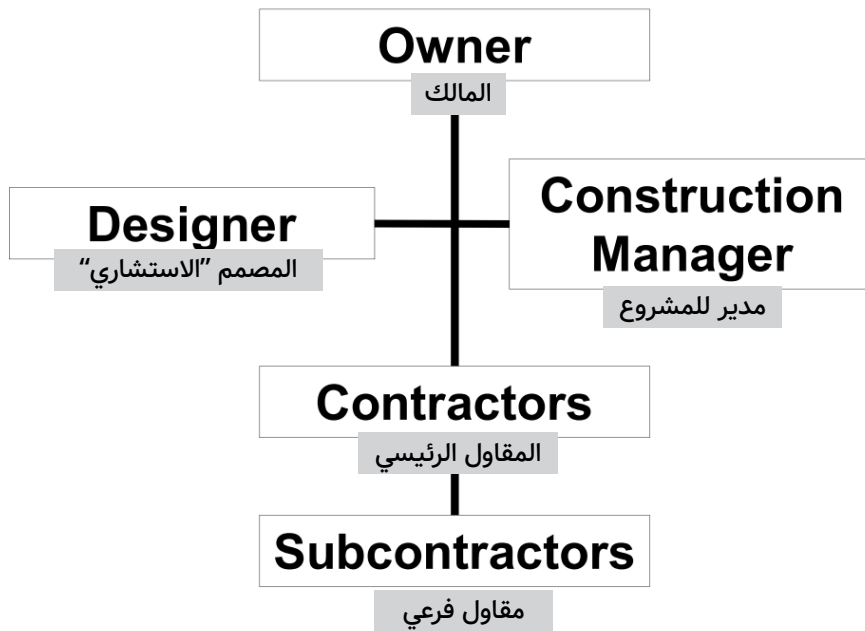 Owner
المالك
Designer
المصمم "الاستشاري"
Construction
Manager
مدير للمشروع
Contractors
المقاول الرئيسي
Subcontractors
مقاول فرعي